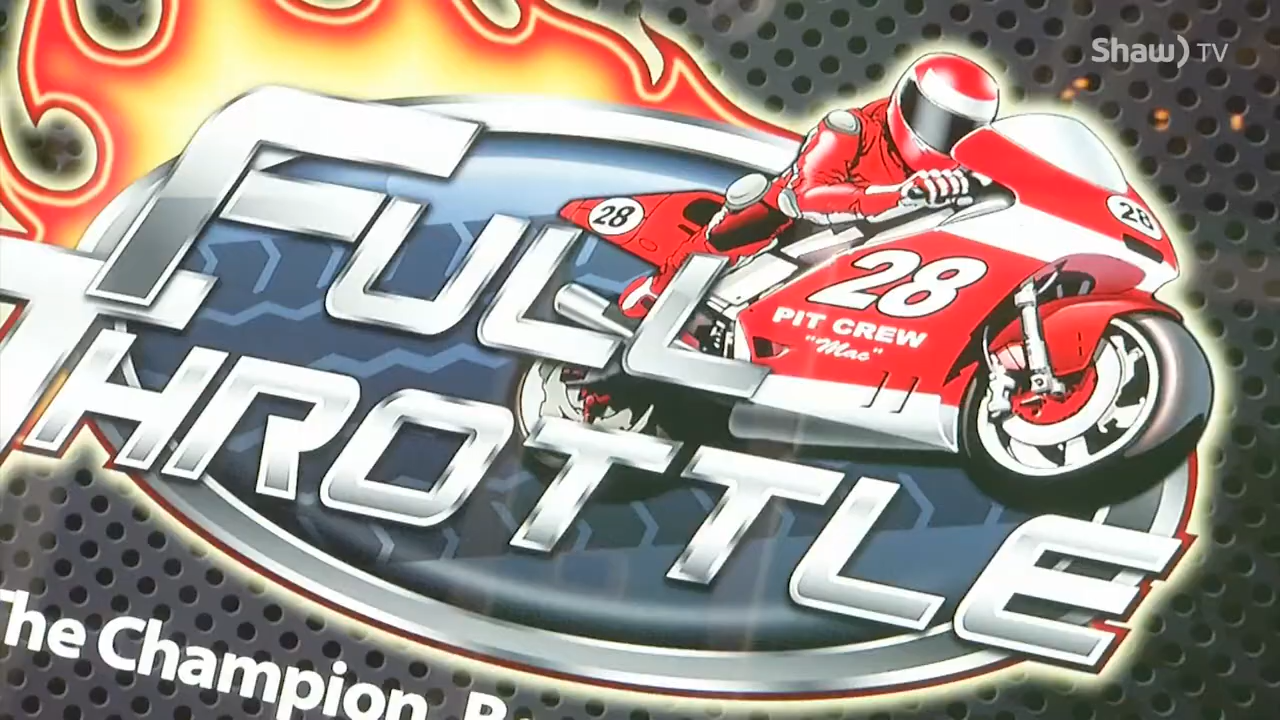 Shaw) TV
FULL
THROTTLE
28
28
28
PIT CREW
"Mac"
The Champion